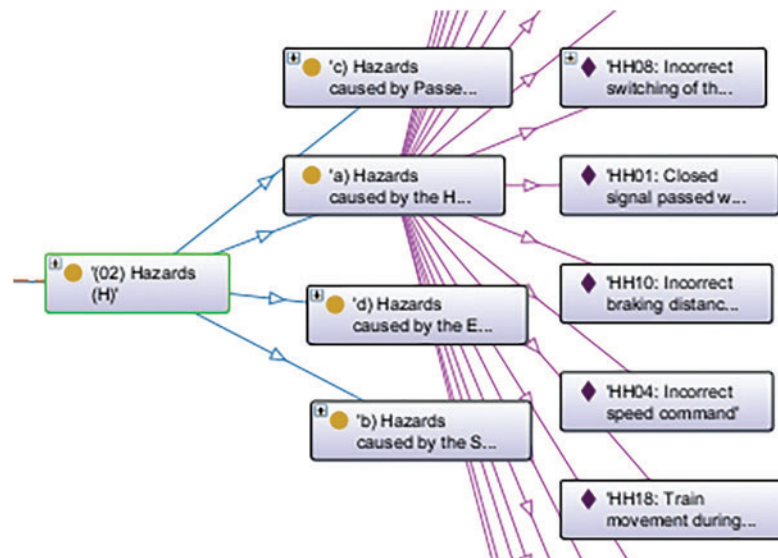 'c) Hazards
caused by Passe...
'HH08: Incorrect
switching of th...
'a) Hazards
caused by the H...
'HH01: Closed
signal passed w...
'(02) Hazards
(H)'
'HH10: Incorrect
braking distanc...
'd) Hazards
caused by the E...
'HH04: Incorrect
speed command'
'b) Hazards
caused by the S...
'HH18: Train
movement during...